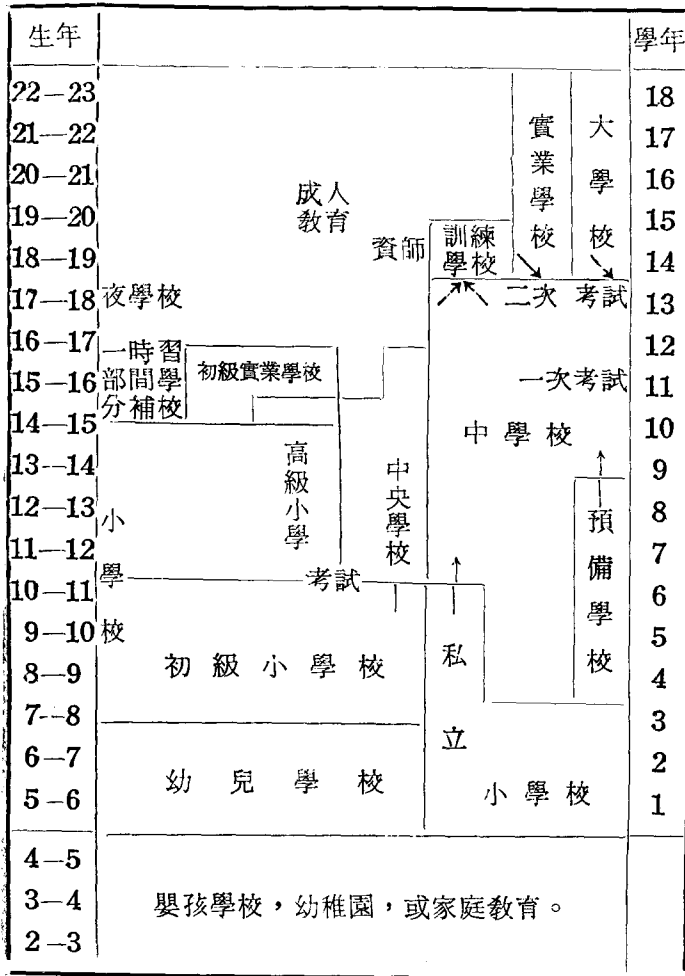 生年
學年
22—23
18
21—22
17
20—21
16
19—20
15
18—19
14
17—18
13
16—17
12
15—16
11
14—15
10
13—14
9
12—13
8
11—12
7
10—11
6
9—10
5
8—9
4
7—8
3
6—7
2
5—6
1
4—5
3—4
2—3
大學校
實業學校
成人
教育
資師
訓練
學校
二次 考試
夜學校
一時習
部間學
分補校
初級實業學校
一次考試
中學校
高級小學
中央學校
預備學校
小學校
考試
初級小學校
私立
小學校
幼兒學校
嬰孩學校，幼稚園，或家庭教育。